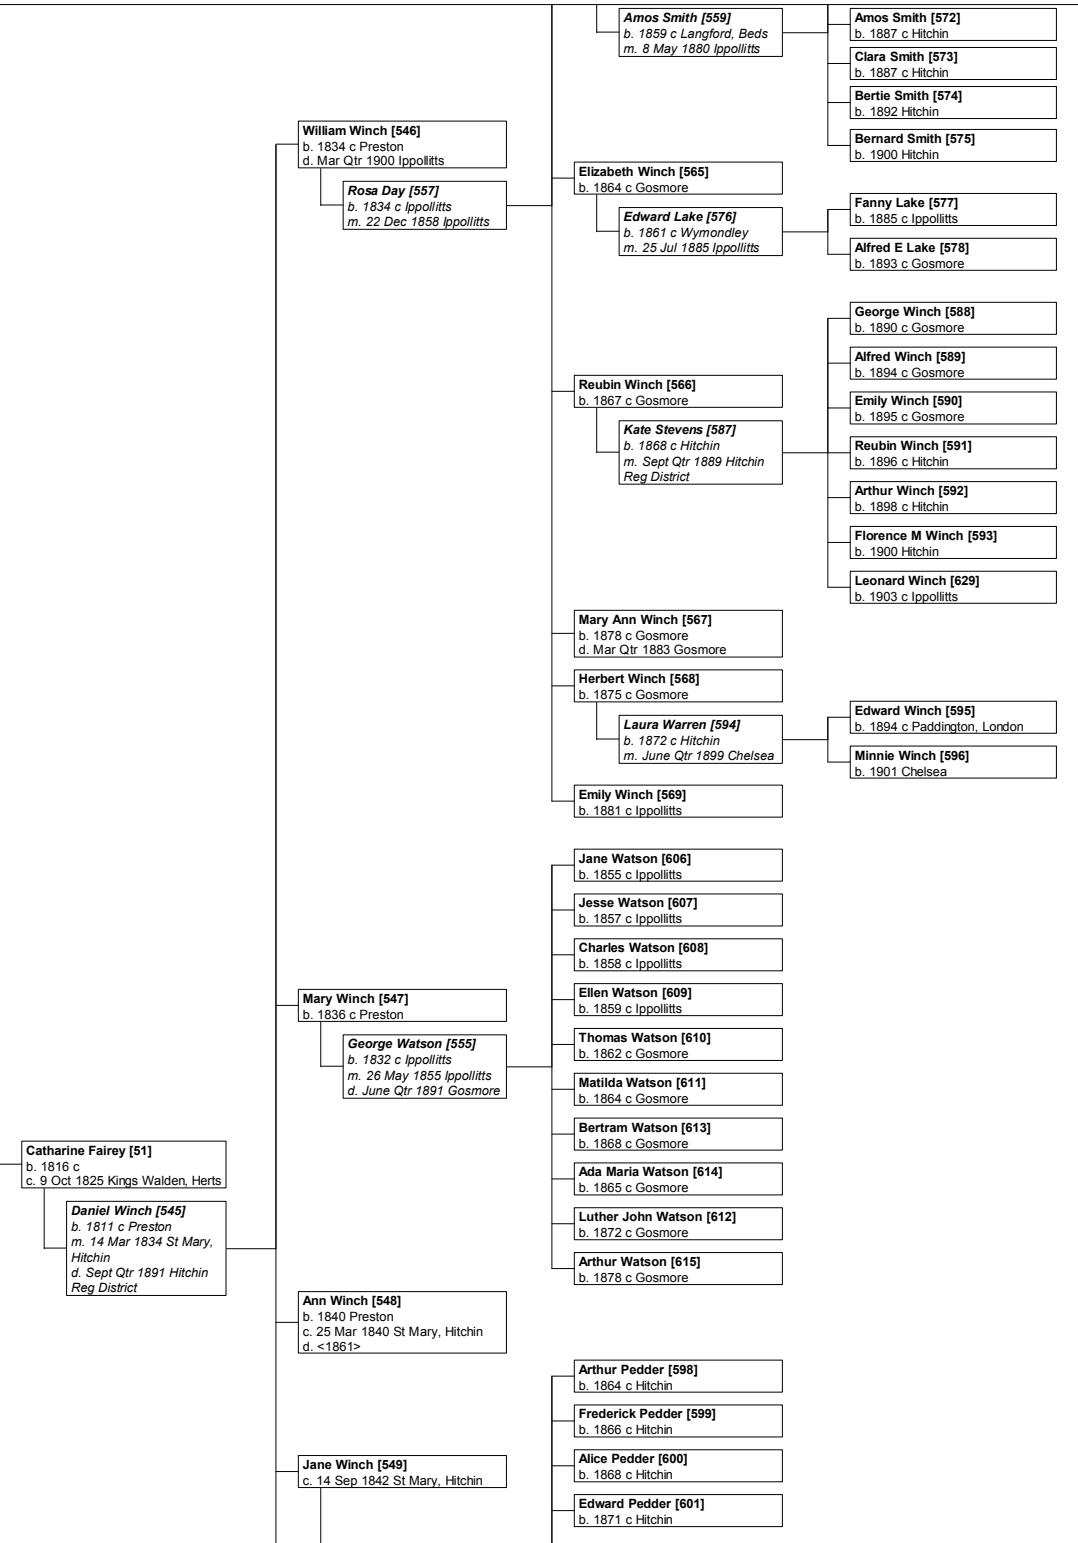 Amos Smith [559]
b. 1859 c Langford, Beds
m. 8 May 1880 Ippollitts
Amos Smith [572]
b. 1887 c Hitchin
Clara Smith [573]
b. 1887 c Hitchin
Bertie Smith [574]
b. 1892 Hitchin
Bernard Smith [575]
b. 1900 Hitchin
William Winch [546]
b. 1834 c Preston
d. Mar Qtr 1900 Ippollitts
Rosa Day [557]
b. 1834 c Ippollitts
m. 22 Dec 1858 Ippollitts
Elizabeth Winch [565]
b. 1864 c Gosmore
Edward Lake [576]
b. 1861 c Wymondley
m. 25 Jul 1885 Ippollitts
Fanny Lake [577]
b. 1885 c Ippollitts
Alfred E Lake [578]
b. 1893 c Gosmore
Reubin Winch [566]
b. 1867 c Gosmore
Kate Stevens [587]
b. 1868 c Hitchin
m. Sept Qtr 1889 Hitchin
Reg District
George Winch [588]
b. 1890 c Gosmore
Alfred Winch [589]
b. 1894 c Gosmore
Emily Winch [590]
b. 1895 c Gosmore
Reubin Winch [591]
b. 1896 c Hitchin
Arthur Winch [592]
b. 1898 c Hitchin
Florence M Winch [593]
b. 1900 Hitchin
Leonard Winch [629]
b. 1903 c Ippollitts
Mary Ann Winch [567]
b. 1878 c Gosmore
d. Mar Qtr 1883 Gosmore
Herbert Winch [568]
b. 1875 c Gosmore
Laura Warren [594]
b. 1872 c Hitchin
m. June Qtr 1899 Chelsea
Edward Winch [595]
b. 1894 c Paddington, London
Minnie Winch [596]
b. 1901 Chelsea
Emily Winch [569]
b. 1881 c Ippollitts
Mary Winch [547]
b. 1836 c Preston
George Watson [555]
b. 1832 c Ippollitts
m. 26 May 1855 Ippollitts
d. June Qtr 1891 Gosmore
Jane Watson [606]
b. 1855 c Ippollitts
Jesse Watson [607]
b. 1857 c Ippollitts
Charles Watson [608]
b. 1858 c Ippollitts
Ellen Watson [609]
b. 1859 c Ippollitts
Thomas Watson [610]
b. 1862 c Gosmore
Matilda Watson [611]
b. 1864 c Gosmore
Bertram Watson [613]
b. 1868 c Gosmore
Ada Maria Watson [614]
b. 1865 c Gosmore
Luther John Watson [612]
b. 1872 c Gosmore
Arthur Watson [615]
b. 1878 c Gosmore
Catharine Fairey [51]
b. 1816 c
c. 9 Oct 1825 Kings Walden, Herts
Daniel Winch [545]
b. 1811 c Preston
m. 14 Mar 1834 St Mary,
Hitchin
d. Sept Qtr 1891 Hitchin
Reg District
Ann Winch [548]
b. 1840 Preston
c. 25 Mar 1840 St Mary, Hitchin
d. <1861>
Jane Winch [549]
c. 14 Sep 1842 St Mary, Hitchin
Arthur Pedder [598]
b. 1864 c Hitchin
Frederick Pedder [599]
b. 1866 c Hitchin
Alice Pedder [600]
b. 1868 c Hitchin
Edward Pedder [601]
b. 1871 c Hitchin